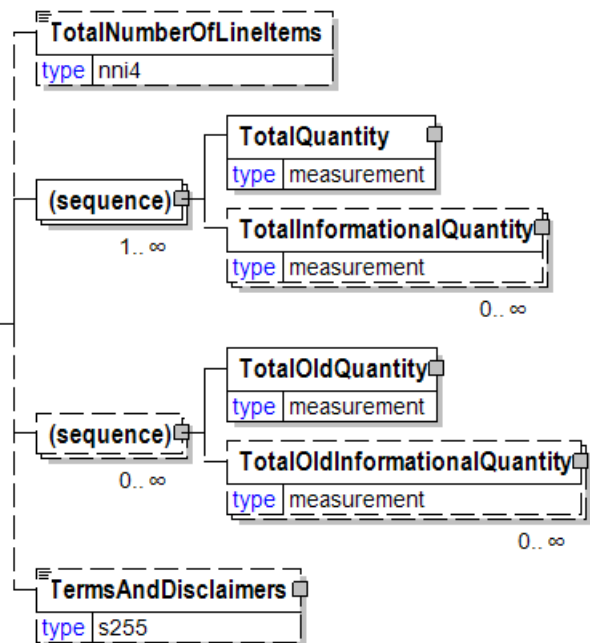 TotalNumberOfLineItems
type nni4
TotalQuantity
type measurement
(sequence)
1.. ∞
TotalInformationalQuantity
type measurement
0.. ∞
TotalOldQuantity
type measurement
(sequence)
0.. ∞
TotalOldInformationalQuantity
type measurement
0.. ∞
TermsAndDisclaimers
type s255